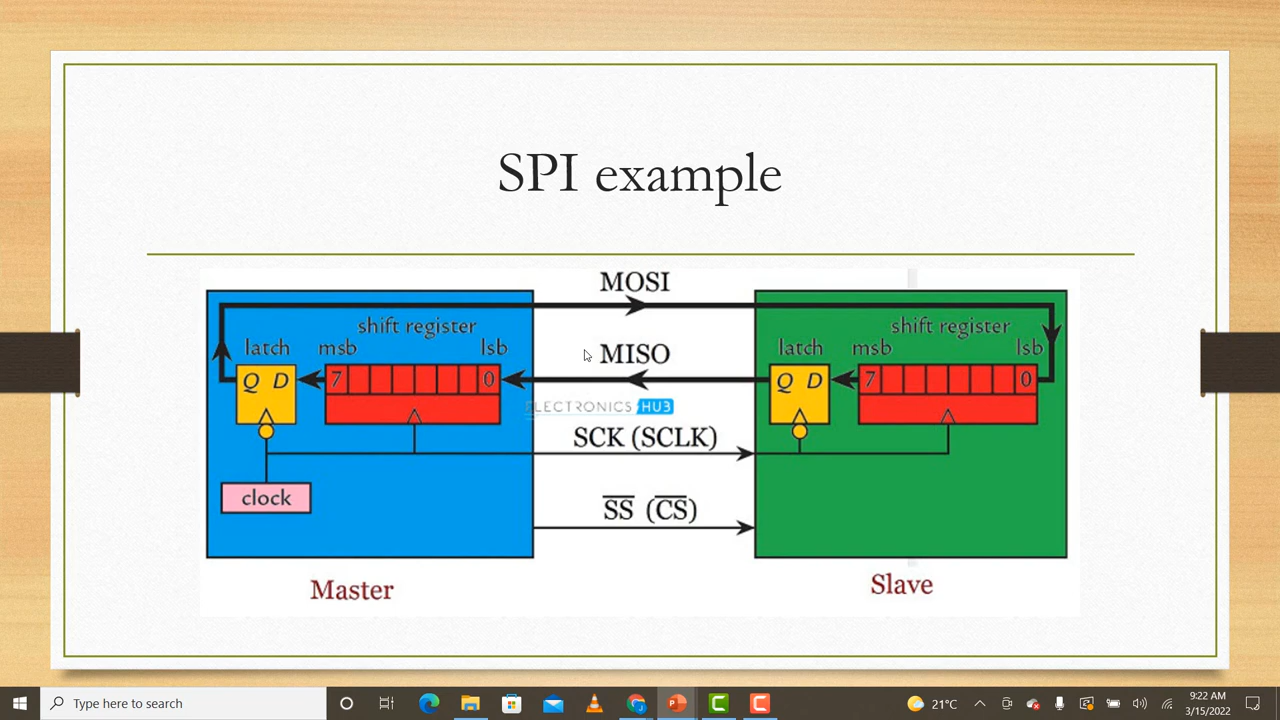 SPI example
MOSI
shift register
shift register
latch
msb
lsb
MISO
latch
msb
lsb
Q D
7
0
Q D
7
0
ELECTRONICS HUB
SCK (SCLK)
clock
SS (CS)
Master
Slave
Type here to search
21°C
9:22 AM
3/15/2022